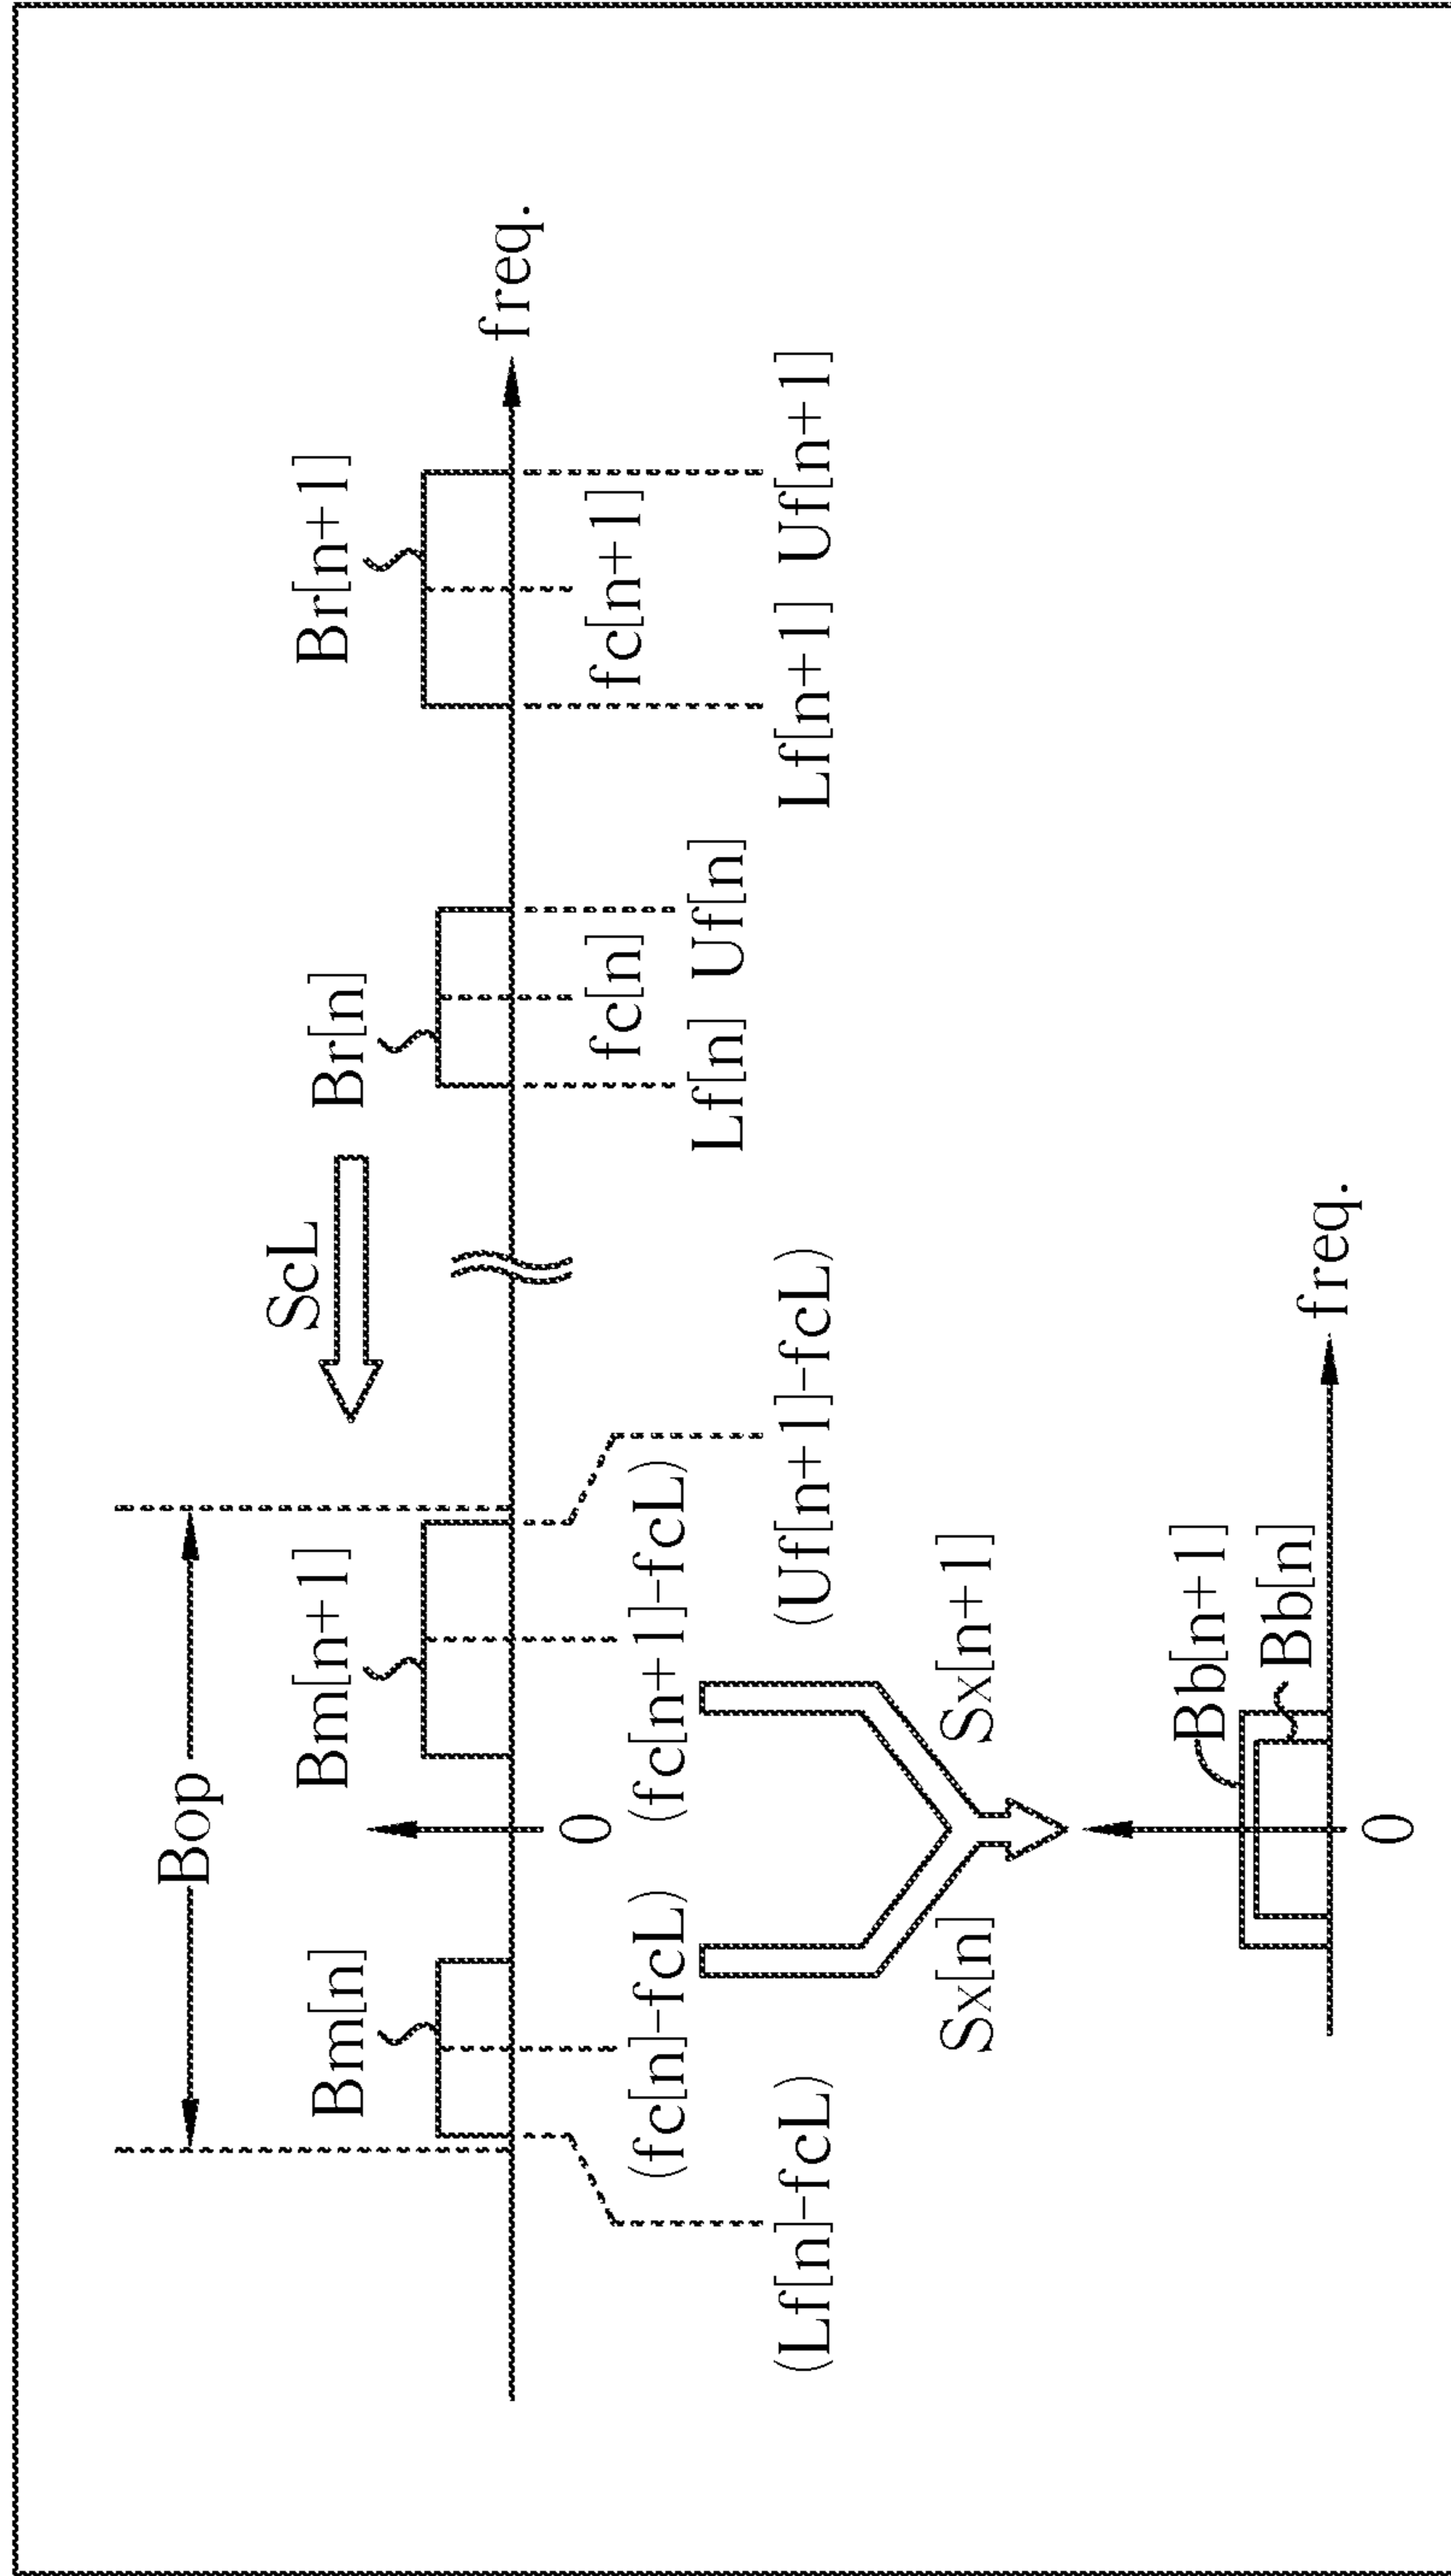 Bop
ScL
Bm[n]
Bm[n+1]
Br[n]
Br[n+1]
freq.
0
(fc[n]-fcL)
(fc[n+1]-fcL)
fc[n]
fc[n+1]
Lf[n]
Uf[n]
(Lf[n]-fcL)
(Uf[n+1]-fcL)
Lf[n+1]
Uf[n+1]
Sx[n]
Sx[n+1]
Bb[n+1]
Bb[n]
freq.
0